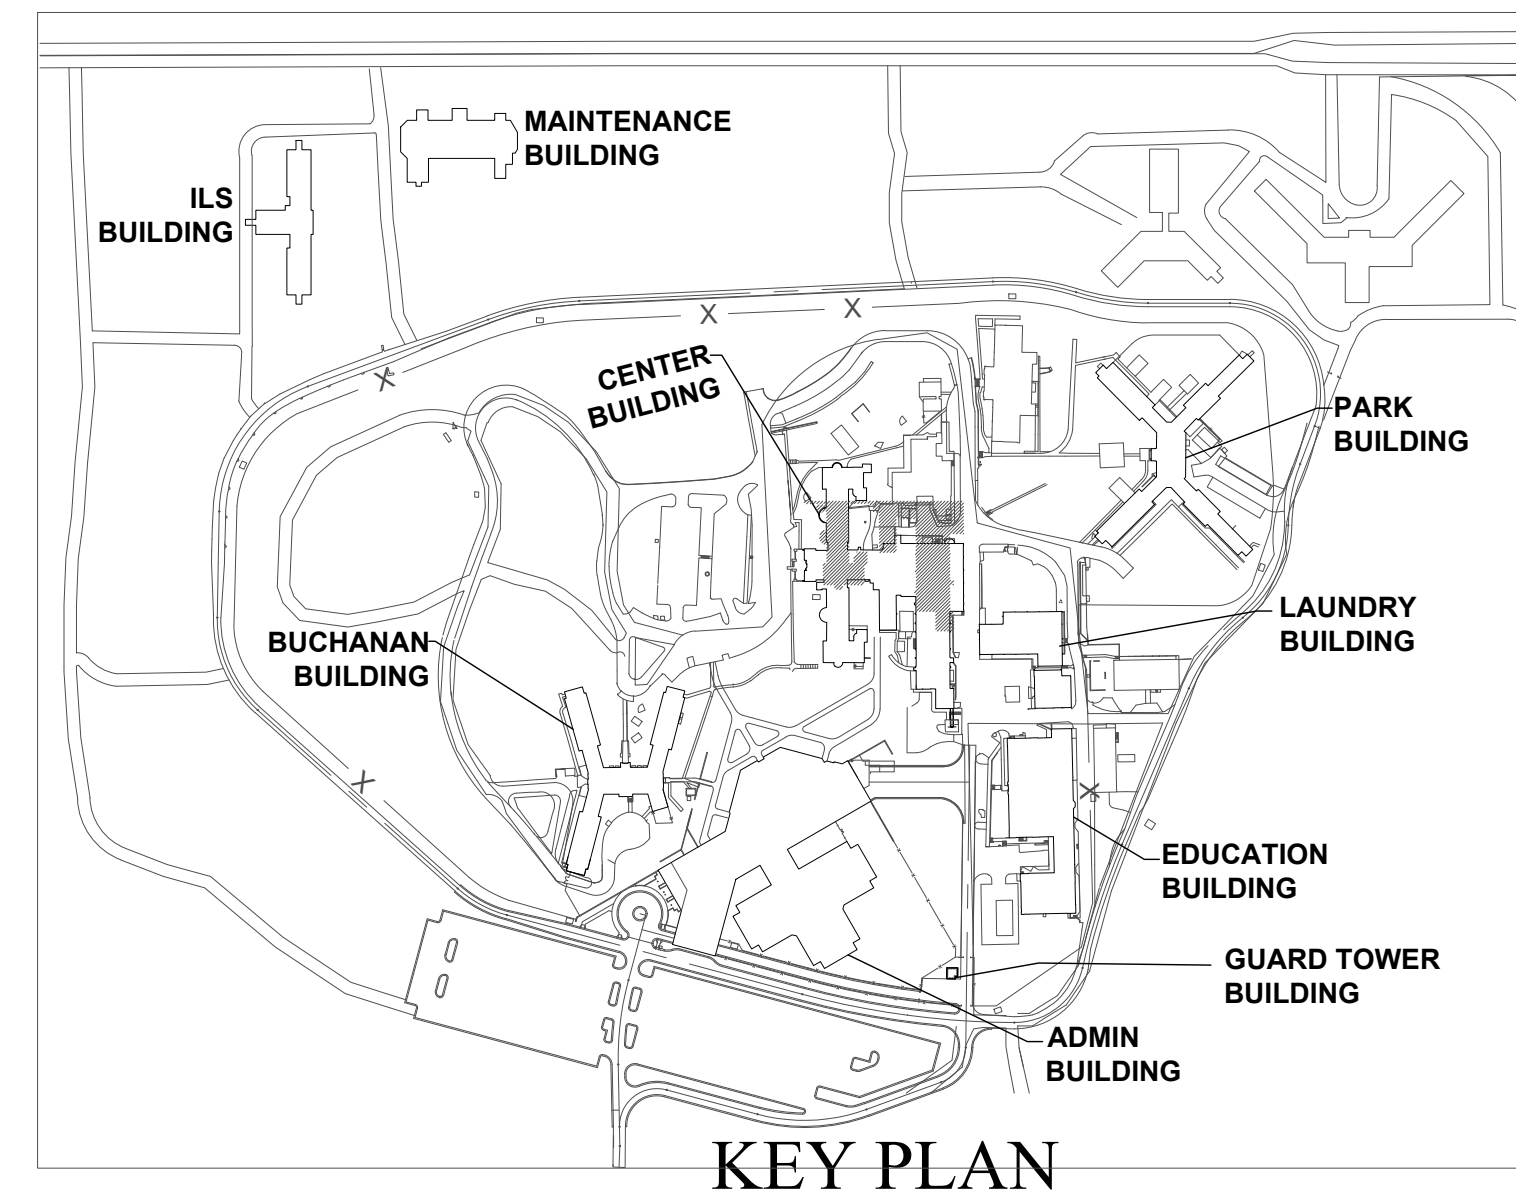 MAINTENANCE
BUILDING
ILS
BUILDING
X
X
X
CENTER
BUILDING
PARK
BUILDING
LAUNDRY
BUILDING
BUCHANAN
BUILDING
X
X
EDUCATION
BUILDING
GUARD TOWER
BUILDING
ADMIN
BUILDING
KEY PLAN